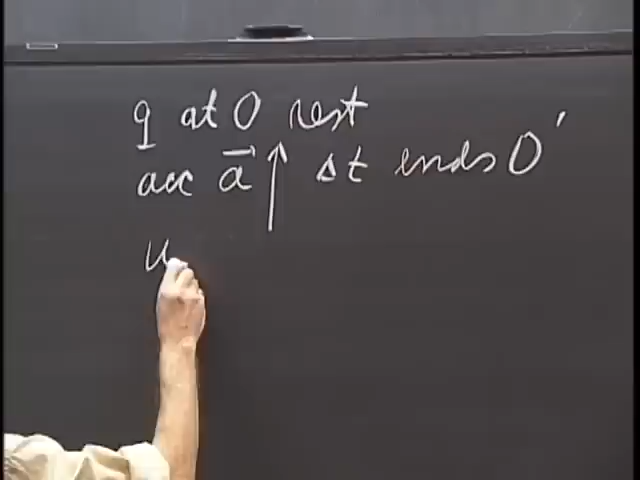 q at O rest
acc a⃗ ↑ Δt ends O'
u